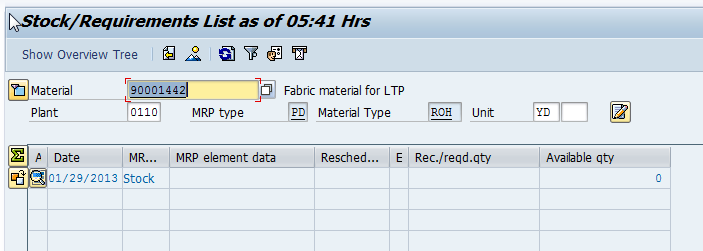 Stock/Requirements List as of 05:41 Hrs
Show Overview Tree
Material 90001442 Fabric material for LTP
Plant 0110 MRP type PD Material Type ROH Unit YD
A Date MR... MRP element data Resched... E Rec./reqd.qty Available qty
01/29/2013 Stock 0